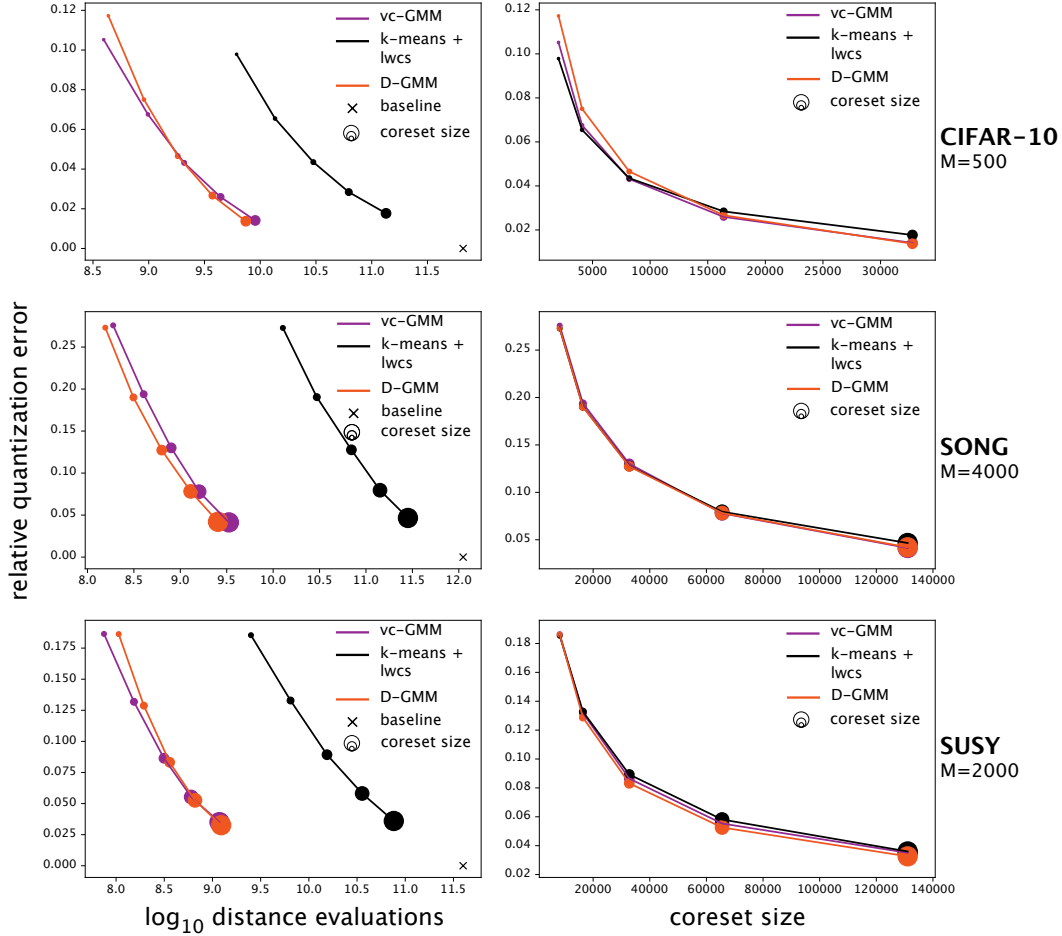 relative quantization error
0.12
0.10
0.08
0.06
0.04
0.02
0.00
8.5 9.0 9.5 10.0 10.5 11.0 11.5
vc-GMM
k-means +
lwcs
D-GMM
baseline
coreset size
0.12
0.10
0.08
0.06
0.04
0.02
5000 10000 15000 20000 25000 30000
vc-GMM
k-means +
lwcs
D-GMM
coreset size
CIFAR-10
M=500
0.25
0.20
0.15
0.10
0.05
0.00
8.0 8.5 9.0 9.5 10.0 10.5 11.0 11.5 12.0
vc-GMM
k-means +
lwcs
D-GMM
baseline
coreset size
0.25
0.20
0.15
0.10
0.05
20000 40000 60000 80000 100000 120000 140000
vc-GMM
k-means +
lwcs
D-GMM
coreset size
SONG
M=4000
0.175
0.150
0.125
0.100
0.075
0.050
0.025
0.000
8.0 8.5 9.0 9.5 10.0 10.5 11.0 11.5
vc-GMM
k-means +
lwcs
D-GMM
baseline
coreset size
log10 distance evaluations
0.18
0.16
0.14
0.12
0.10
0.08
0.06
0.04
0.02
20000 40000 60000 80000 100000 120000 140000
vc-GMM
k-means +
lwcs
D-GMM
coreset size
coreset size
SUSY
M=2000